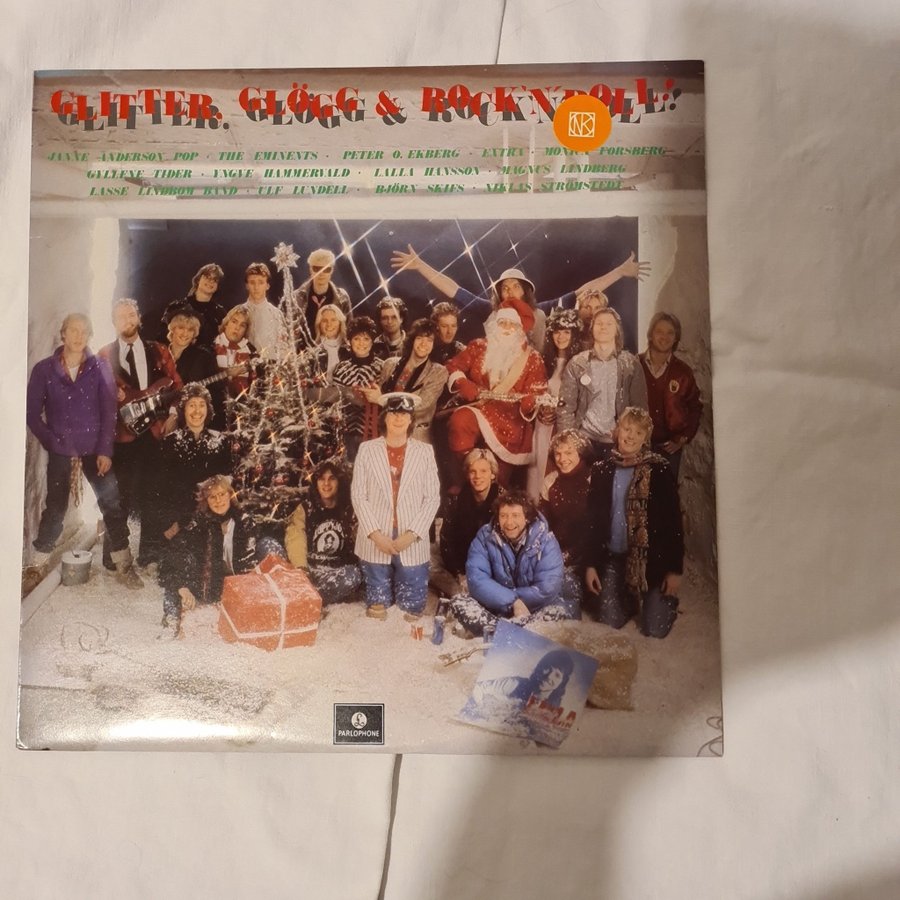 GLITTER, GLÖGG & ROCK'N'ROLL!
JANNE ANDERSON POP · THE EMINENTS · PETER O. EKBERG · EXTRA · MONICA FORSBERG
GYLLENE TIDER · YNGVE HAMMERVALD · LALLA HANSSON · MAGNUS LINDBERG
LASSE LINDBOM BAND · ULF LUNDELL · BJÖRN SKIFS · NIKLAS STRÖMSTEDT
NK
£
PARLOPHONE